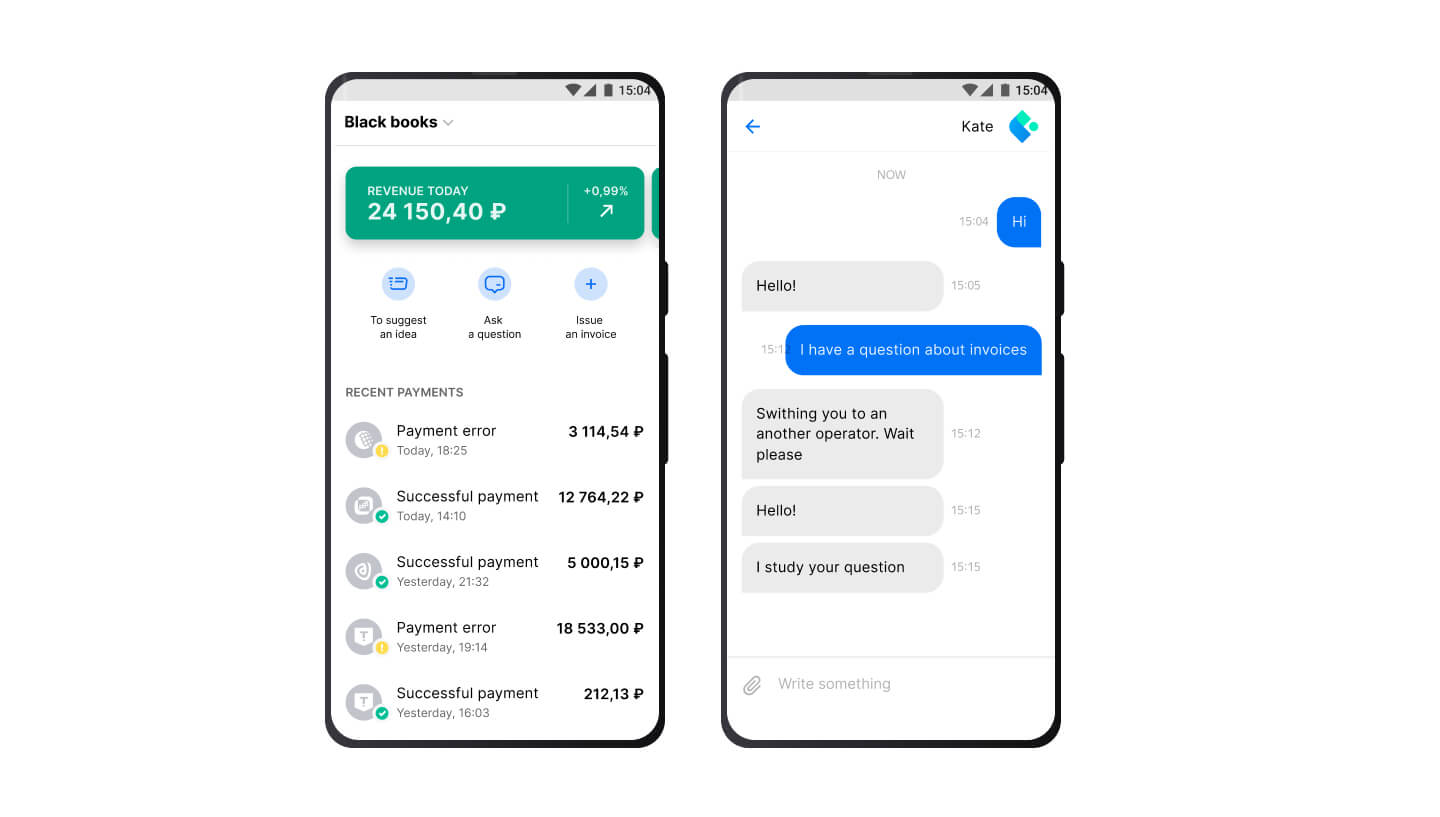 15:04
Black books
REVENUE TODAY
24 150,40 ₽
+0,99%
To suggest
an idea
Ask
a question
Issue
an invoice
RECENT PAYMENTS
Payment error
3 114,54 ₽
Today, 18:25
Successful payment
12 764,22 ₽
Today, 14:10
Successful payment
5 000,15 ₽
Yesterday, 21:32
Payment error
18 533,00 ₽
Yesterday, 19:14
Successful payment
212,13 ₽
Yesterday, 16:03
15:04
Kate
NOW
15:04
Hi
Hello!
15:05
15:12
I have a question about invoices
Swithing you to an
another operator. Wait
please
15:12
Hello!
15:15
I study your question
15:15
Write something